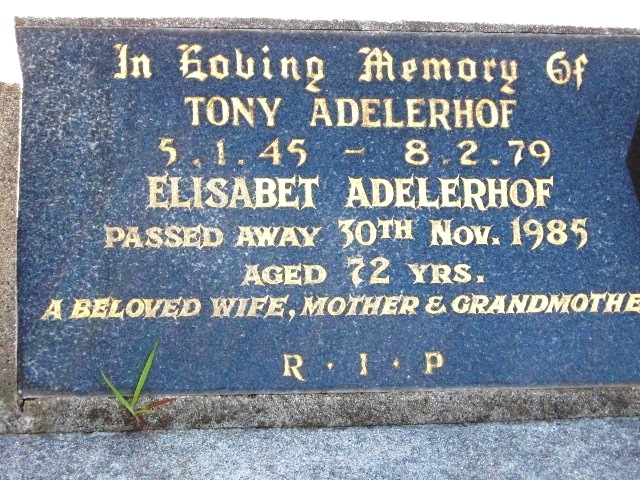 In Loving Memory Of
TONY ADELERHOF
5.1.45 - 8.2.79
ELISABET ADELERHOF
PASSED AWAY 30TH NOV. 1985
AGED 72 YRS.
A BELOVED WIFE, MOTHER & GRANDMOTHE
R · I · P